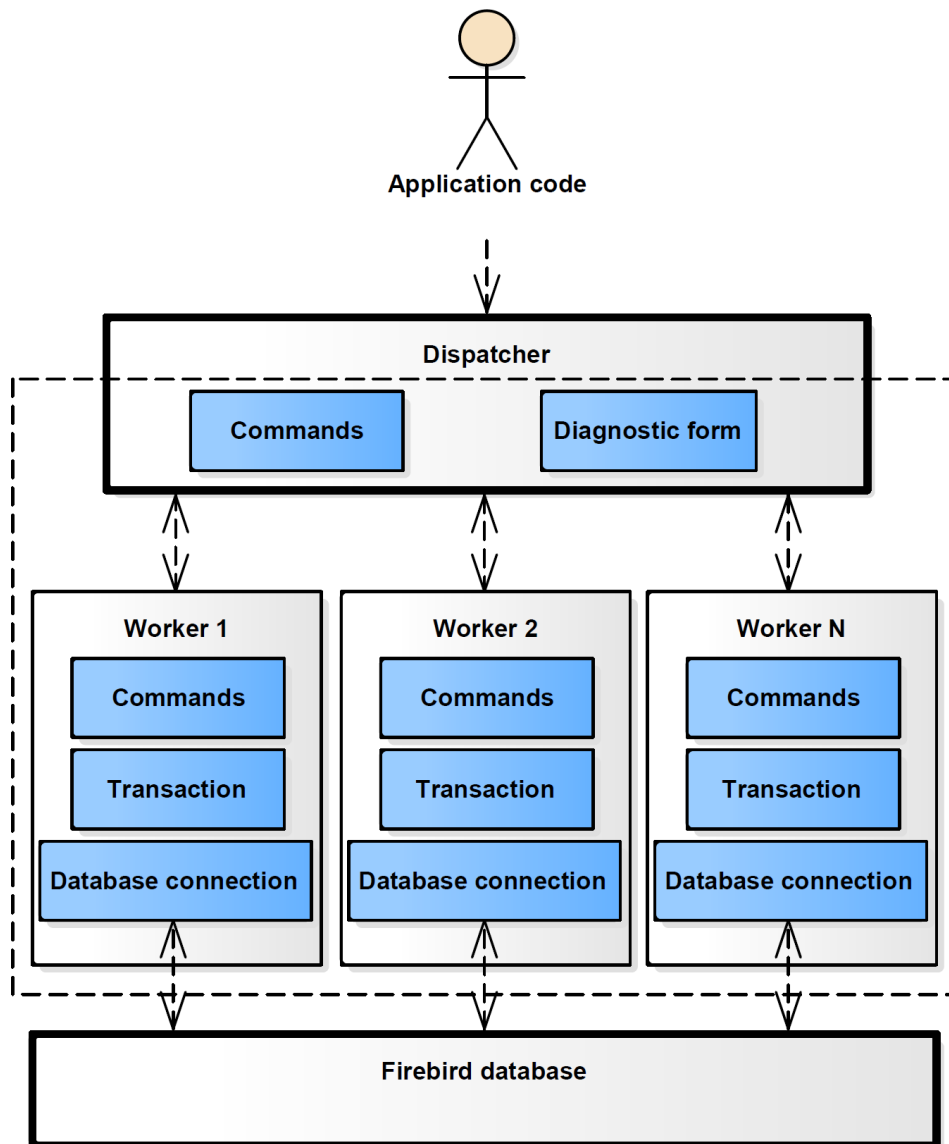 Application code
Dispatcher
Commands
Diagnostic form
Worker 1
Worker 2
Worker N
Commands
Commands
Commands
Transaction
Transaction
Transaction
Database connection
Database connection
Database connection
Firebird database